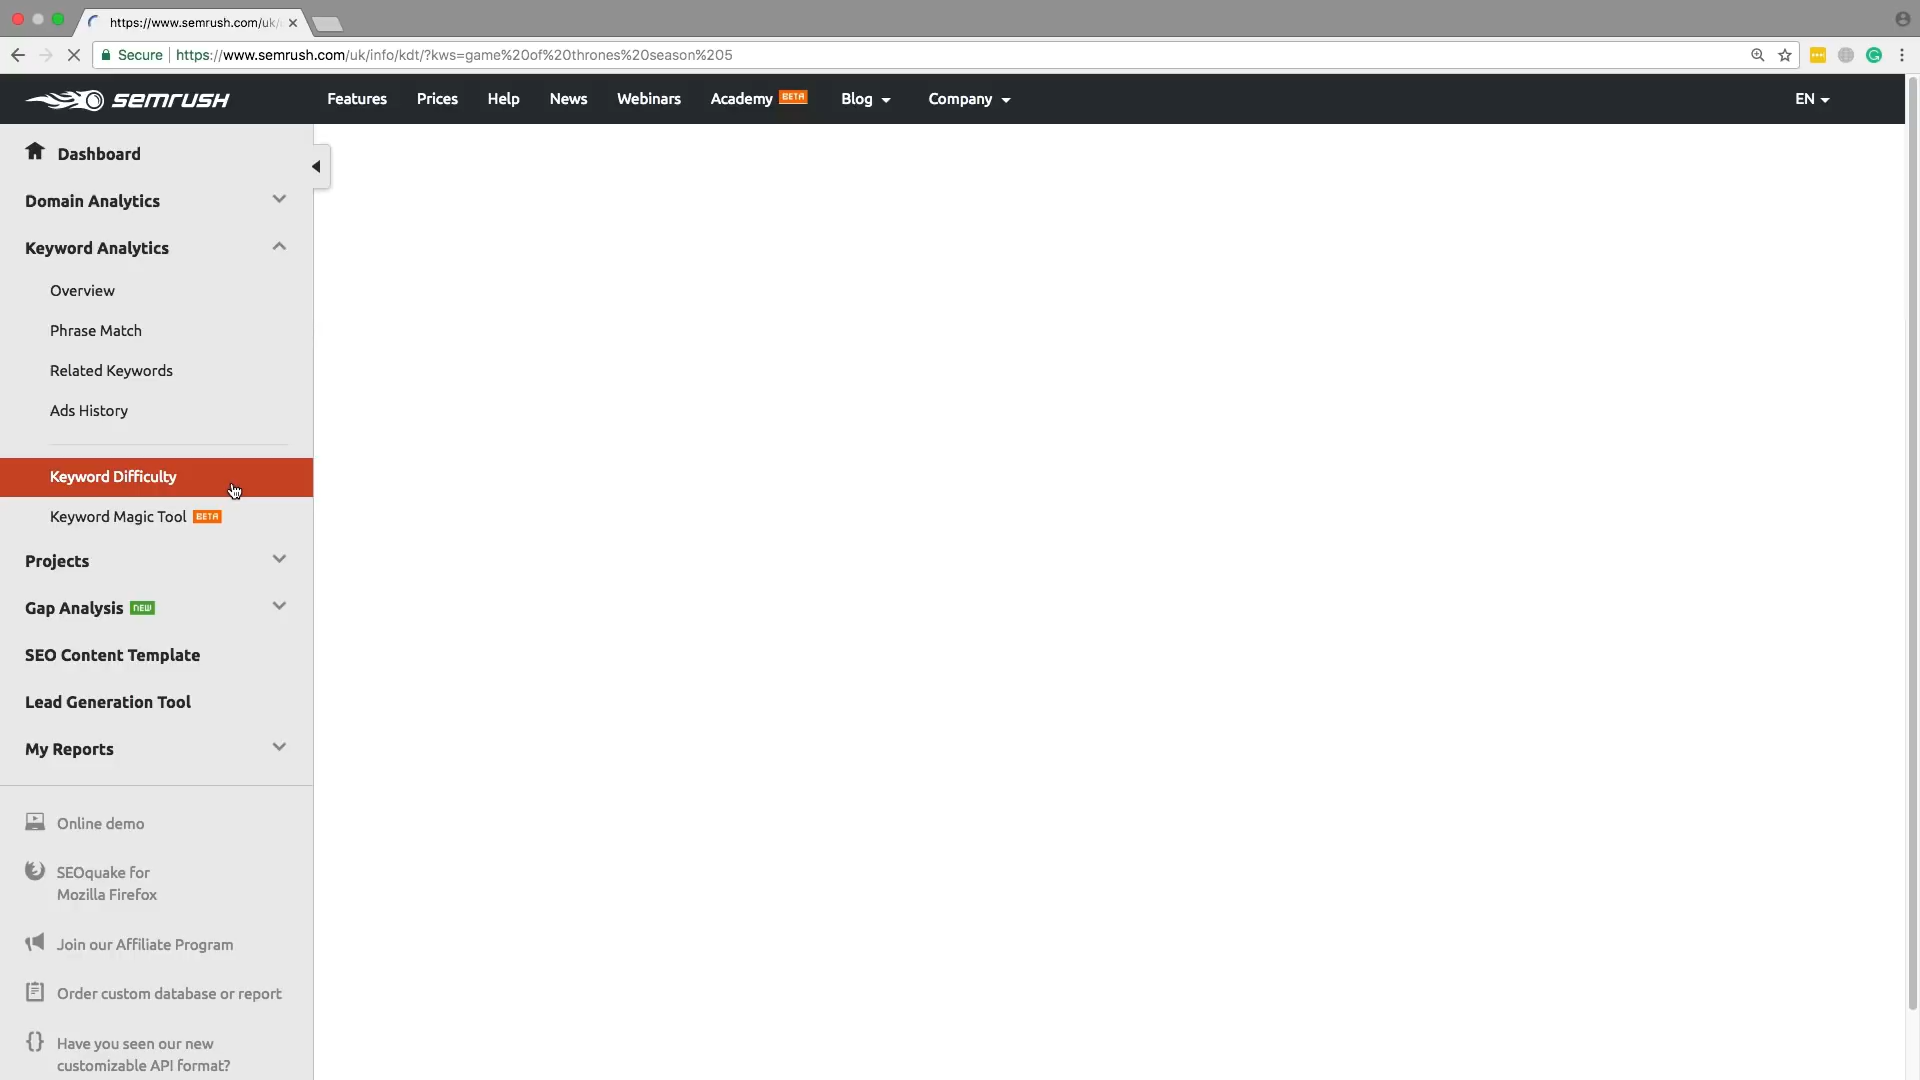 https://www.semrush.com/uk/
Secure https://www.semrush.com/uk/info/kdt/?kws=game%20of%20thrones%20season%205
SEMRUSH Features Prices Help News Webinars Academy BETA Blog Company EN
Dashboard
Domain Analytics
Keyword Analytics
Overview
Phrase Match
Related Keywords
Ads History
Keyword Difficulty
Keyword Magic Tool BETA
Projects
Gap Analysis NEW
SEO Content Template
Lead Generation Tool
My Reports
Online demo
SEOquake for
Mozilla Firefox
Join our Affiliate Program
Order custom database or report
Have you seen our new
customizable API format?